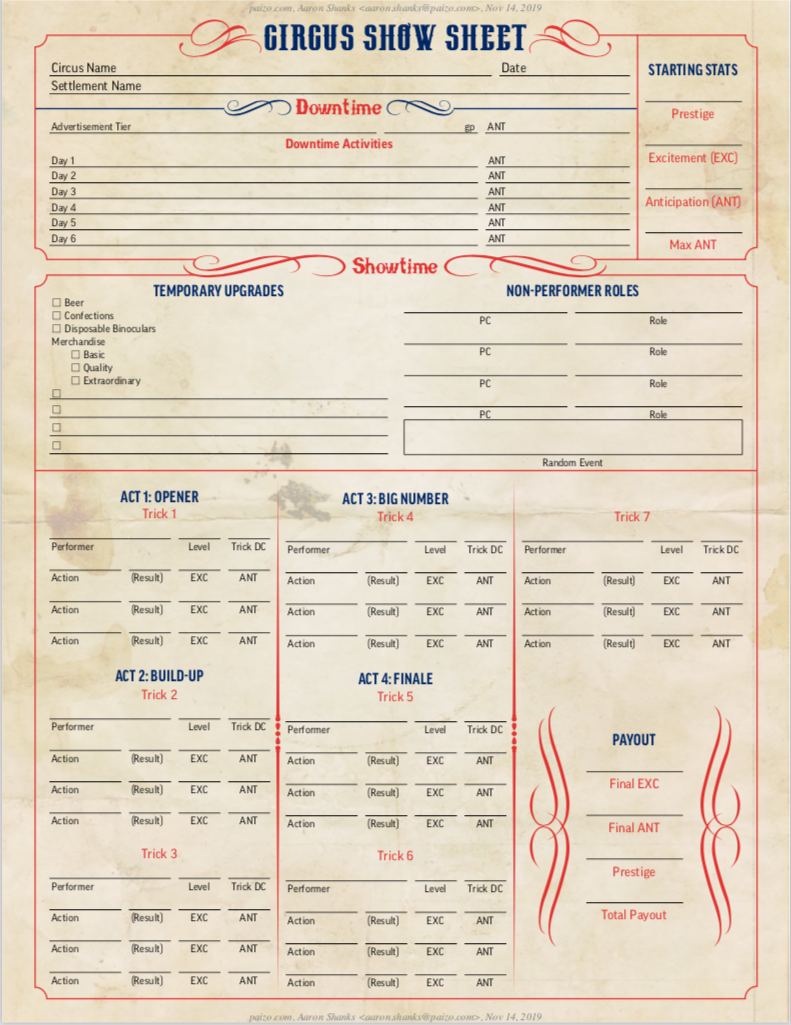 paizo.com, Aaron Shanks <aaron.shanks@paizo.com>, Nov 14, 2019
CIRCUS SHOW SHEET
Circus Name Date
Settlement Name
STARTING STATS
Prestige
Excitement (EXC)
Anticipation (ANT)
Max ANT
Downtime
Advertisement Tier gp ANT
Downtime Activities
Day 1 ANT
Day 2 ANT
Day 3 ANT
Day 4 ANT
Day 5 ANT
Day 6 ANT
Showtime
TEMPORARY UPGRADES
Beer
Confections
Disposable Binoculars
Merchandise
Basic
Quality
Extraordinary
NON-PERFORMER ROLES
PC Role
PC Role
PC Role
PC Role
Random Event
ACT 1: OPENER
Trick 1
Performer Level Trick DC
Action (Result) EXC ANT
Action (Result) EXC ANT
Action (Result) EXC ANT
ACT 2: BUILD-UP
Trick 2
Performer Level Trick DC
Action (Result) EXC ANT
Action (Result) EXC ANT
Action (Result) EXC ANT
Trick 3
Performer Level Trick DC
Action (Result) EXC ANT
Action (Result) EXC ANT
Action (Result) EXC ANT
ACT 3: BIG NUMBER
Trick 4
Performer Level Trick DC
Action (Result) EXC ANT
Action (Result) EXC ANT
Action (Result) EXC ANT
ACT 4: FINALE
Trick 5
Performer Level Trick DC
Action (Result) EXC ANT
Action (Result) EXC ANT
Action (Result) EXC ANT
Trick 6
Performer Level Trick DC
Action (Result) EXC ANT
Action (Result) EXC ANT
Action (Result) EXC ANT
Trick 7
Performer Level Trick DC
Action (Result) EXC ANT
Action (Result) EXC ANT
Action (Result) EXC ANT
PAYOUT
Final EXC
Final ANT
Prestige
Total Payout
paizo.com, Aaron Shanks <aaron.shanks@paizo.com>, Nov 14, 2019